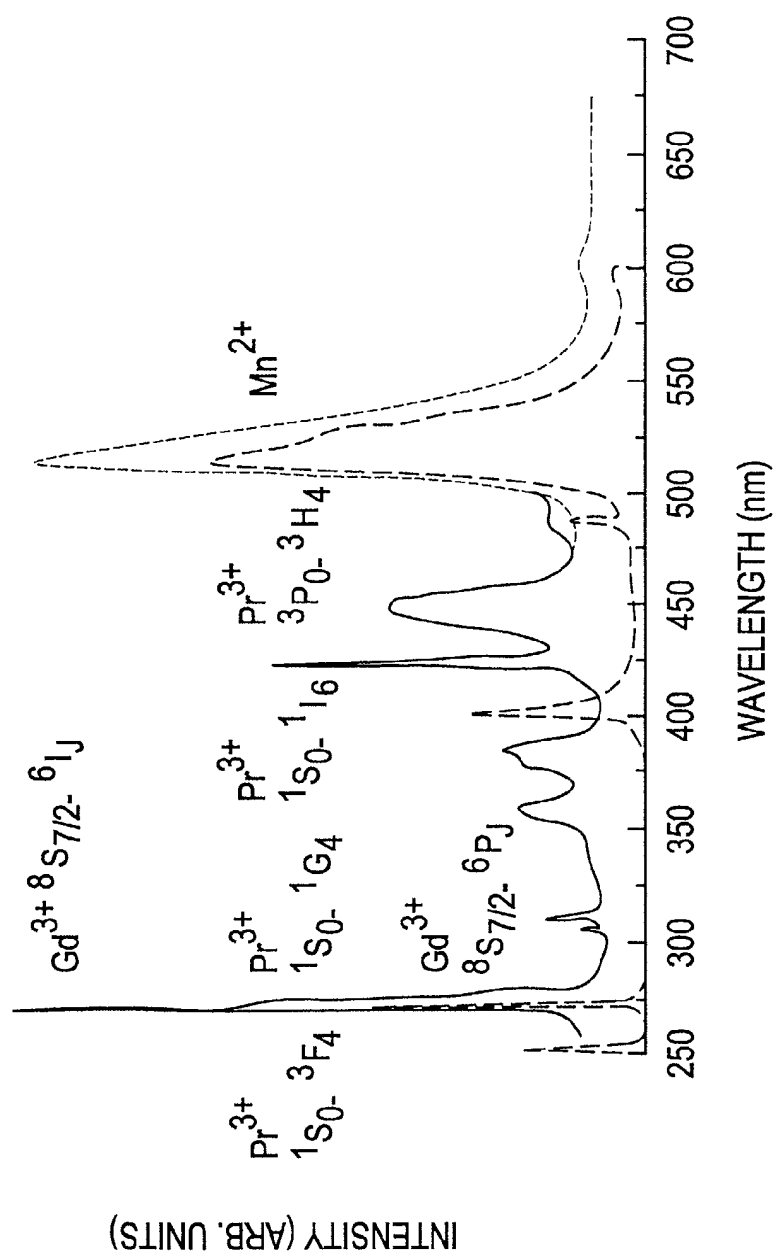 INTENSITY (ARB. UNITS)
Gd3+ 8S7/2- 6IJ
Pr3+
1S0- 3F4
Pr3+
1S0- 1G4
Pr3+
1S0- 1I6
Pr3+
3P0- 3H4
Mn2+
Gd3+
8S7/2- 6PJ
250 300 350 400 450 500 550 600 650 700
WAVELENGTH (nm)